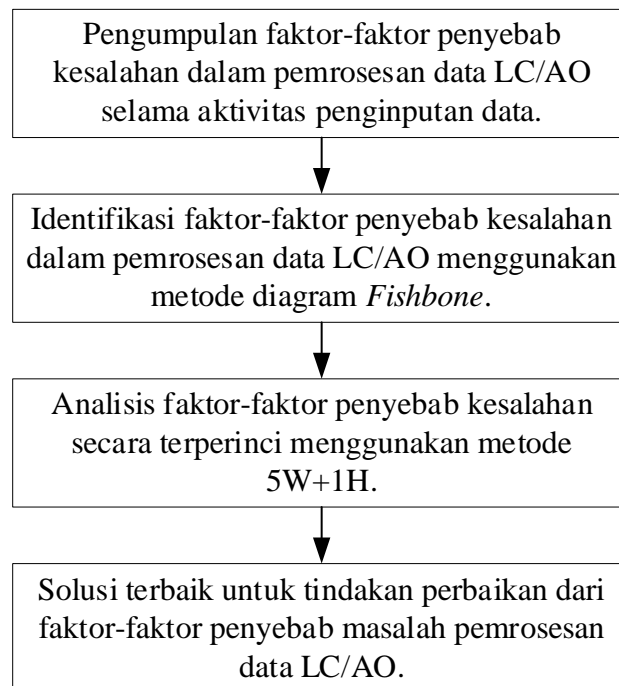 Pengumpulan faktor-faktor penyebab
kesalahan dalam pemrosesan data LC/AO
selama aktivitas penginputan data.
Identifikasi faktor-faktor penyebab kesalahan
dalam pemrosesan data LC/AO menggunakan
metode diagram Fishbone.
Analisis faktor-faktor penyebab kesalahan
secara terperinci menggunakan metode
5W+1H.
Solusi terbaik untuk tindakan perbaikan dari
faktor-faktor penyebab masalah pemrosesan
data LC/AO.